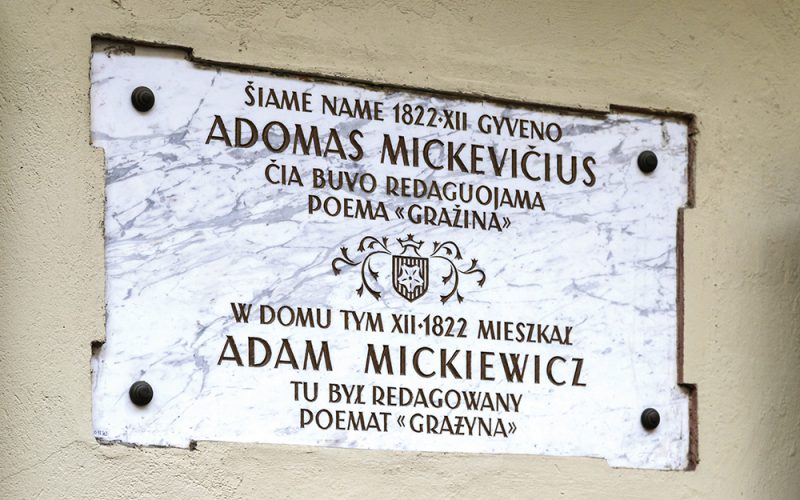 ŠIAME NAME 1822·XII GYVENO
ADOMAS MICKEVIČIUS
ČIA BUVO REDAGUOJAMA
POEMA «GRAŽINA»
W DOMU TYM XII·1822 MIESZKAŁ
ADAM MICKIEWICZ
TU BYŁ REDAGOWANY
POEMAT «GRAŻYNA»